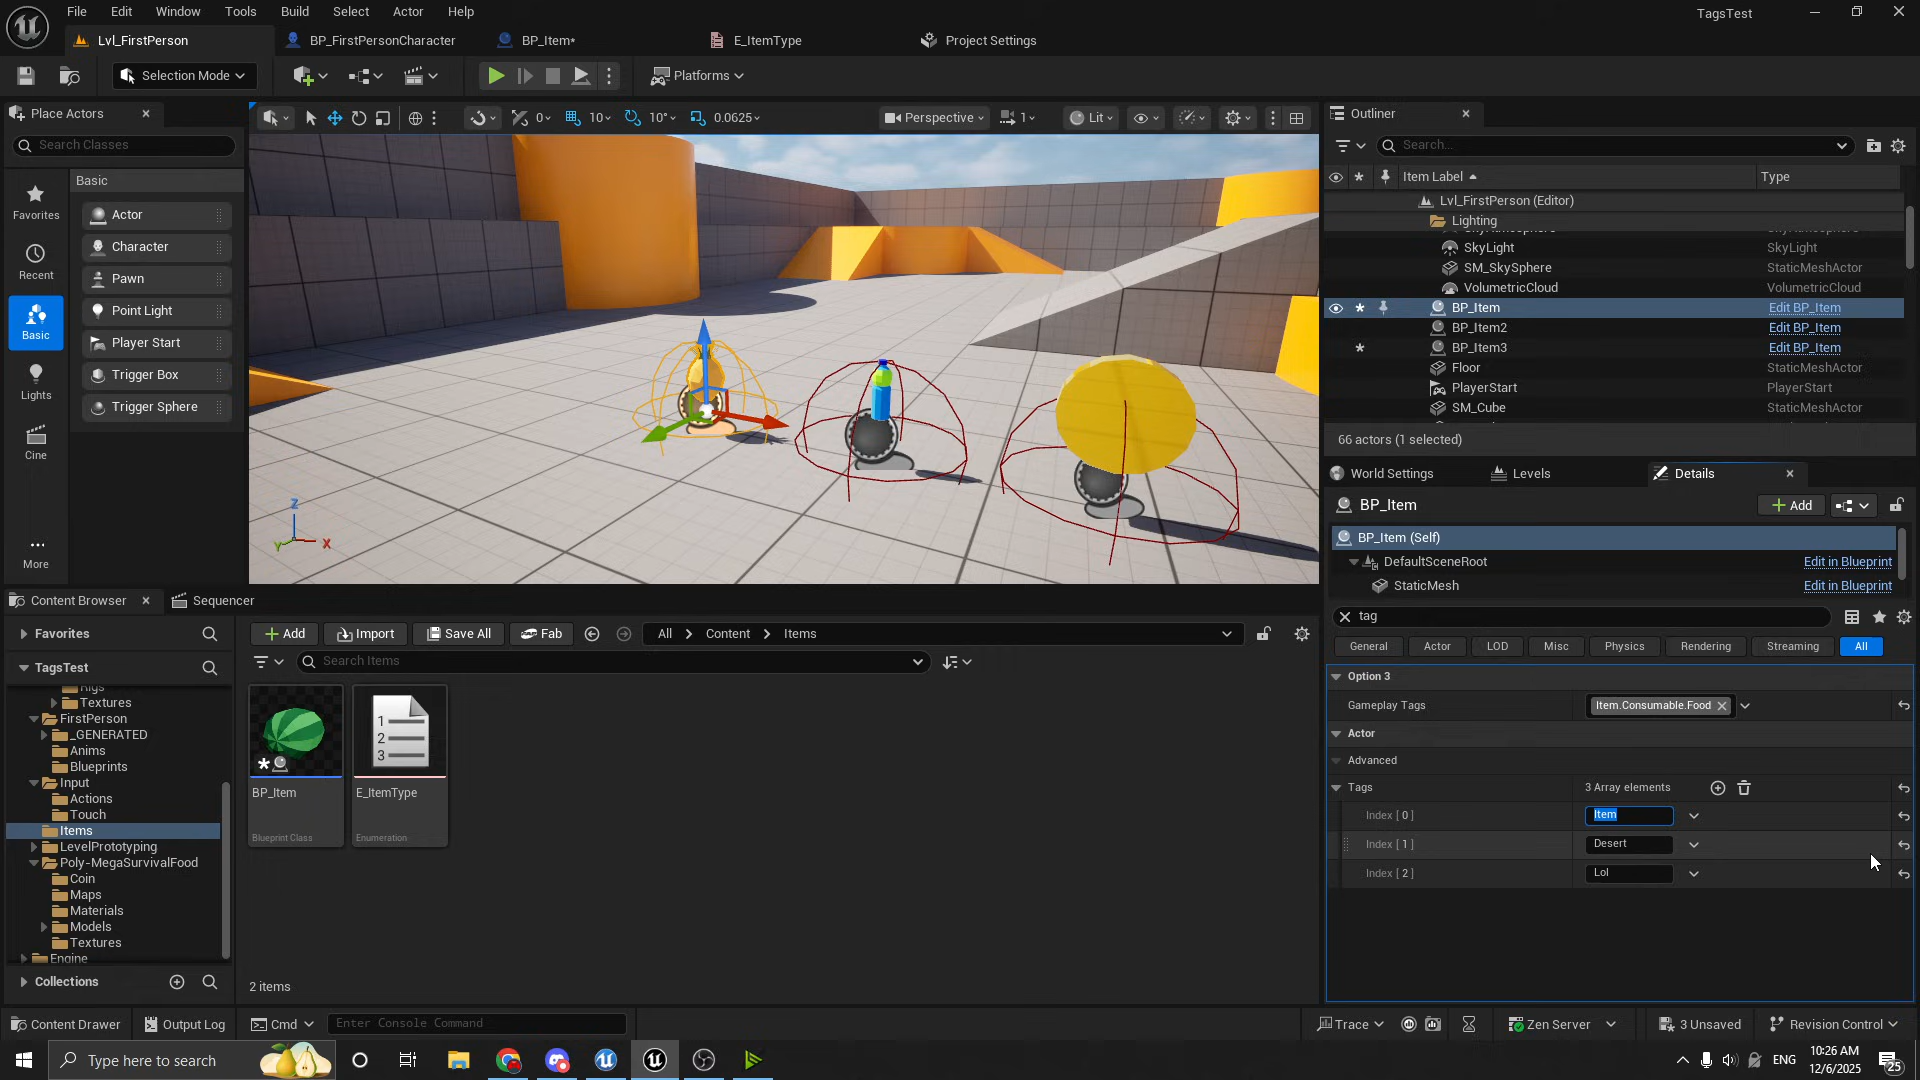 File Edit Window Tools Build Select Actor Help
TagsTest
Lvl_FirstPerson
BP_FirstPersonCharacter
BP_Item*
E_ItemType
Project Settings
Selection Mode
Platforms
Place Actors
Search Classes
Basic
Favorites
Recent
Basic
Lights
Cine
More
Actor
Character
Pawn
Point Light
Player Start
Trigger Box
Trigger Sphere
0
10
10°
0.0625
Perspective
1
Lit
Z
Y
X
Outliner
Search...
Item Label
Type
Lvl_FirstPerson (Editor)
Lighting
SkyLight SkyLight
SM_SkySphere StaticMeshActor
VolumetricCloud VolumetricCloud
BP_Item Edit BP_Item
BP_Item2 Edit BP_Item
BP_Item3 Edit BP_Item
Floor StaticMeshActor
PlayerStart PlayerStart
SM_Cube StaticMeshActor
66 actors (1 selected)
World Settings
Levels
Details
BP_Item
Add
BP_Item (Self)
DefaultSceneRoot Edit in Blueprint
StaticMesh Edit in Blueprint
tag
General Actor LOD Misc Physics Rendering Streaming All
Option 3
Gameplay Tags Item.Consumable.Food
Actor
Advanced
Tags 3 Array elements
Index [ 0 ] Item
Index [ 1 ] Desert
Index [ 2 ] Lol
Content Browser
Sequencer
Favorites
TagsTest
Rigs
Textures
FirstPerson
_GENERATED
Anims
Blueprints
Input
Actions
Touch
Items
LevelPrototyping
Poly-MegaSurvivalFood
Coin
Maps
Materials
Models
Textures
Engine
Collections
Add
Import
Save All
Fab
All > Content > Items
Search Items
BP_Item
Blueprint Class
1
2
3
E_ItemType
Enumeration
2 items
Content Drawer
Output Log
Cmd
Enter Console Command
Trace
Zen Server
3 Unsaved
Revision Control
Type here to search
ENG
10:26 AM
12/6/2025
25